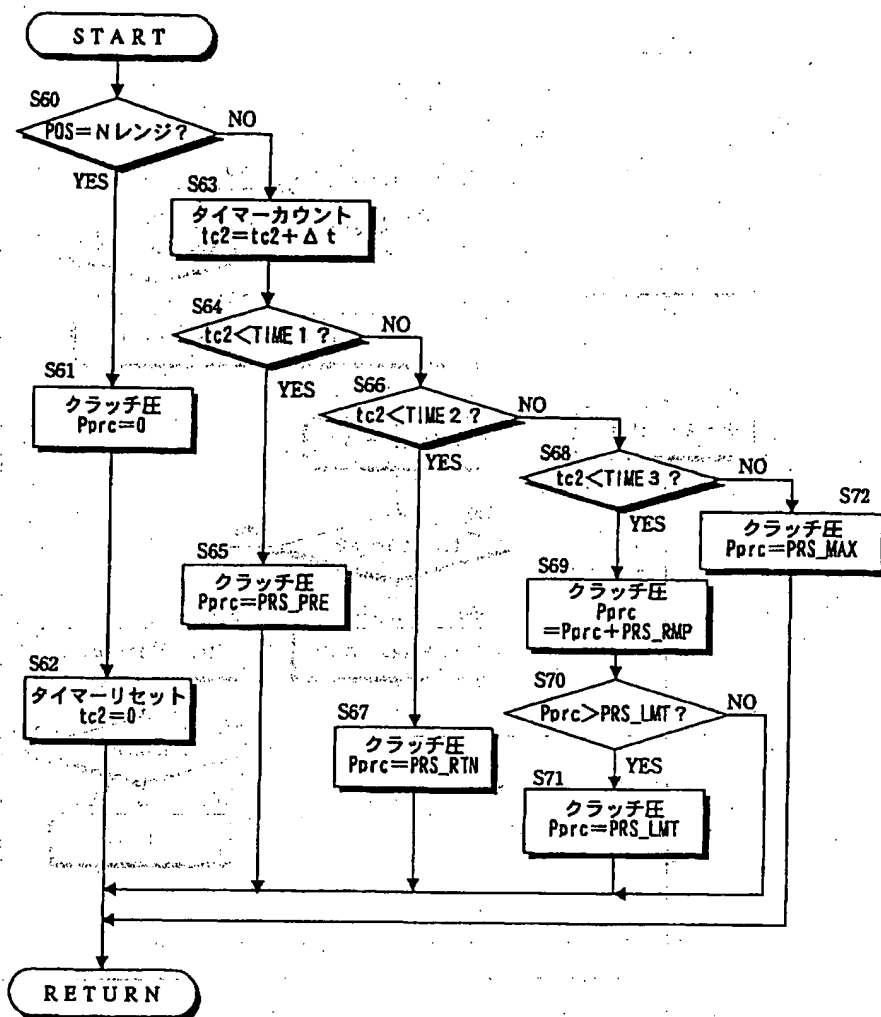 START
S60
POS=Nレンジ?
NO
YES
S63
タイマーカウント
tc2=tc2+Δt
S64
tc2<TIME1?
NO
YES
S61
クラッチ圧
Pprc=0
S66
tc2<TIME2?
NO
YES
S68
tc2<TIME3?
NO
YES
S72
クラッチ圧
Pprc=PRS_MAX
S65
クラッチ圧
Pprc=PRS_PRE
S69
クラッチ圧
Pprc
=Pprc+PRS_RMP
S62
タイマーリセット
tc2=0
S70
Pprc>PRS_LMT?
NO
YES
S67
クラッチ圧
Pprc=PRS_RTN
S71
クラッチ圧
Pprc=PRS_LMT
RETURN